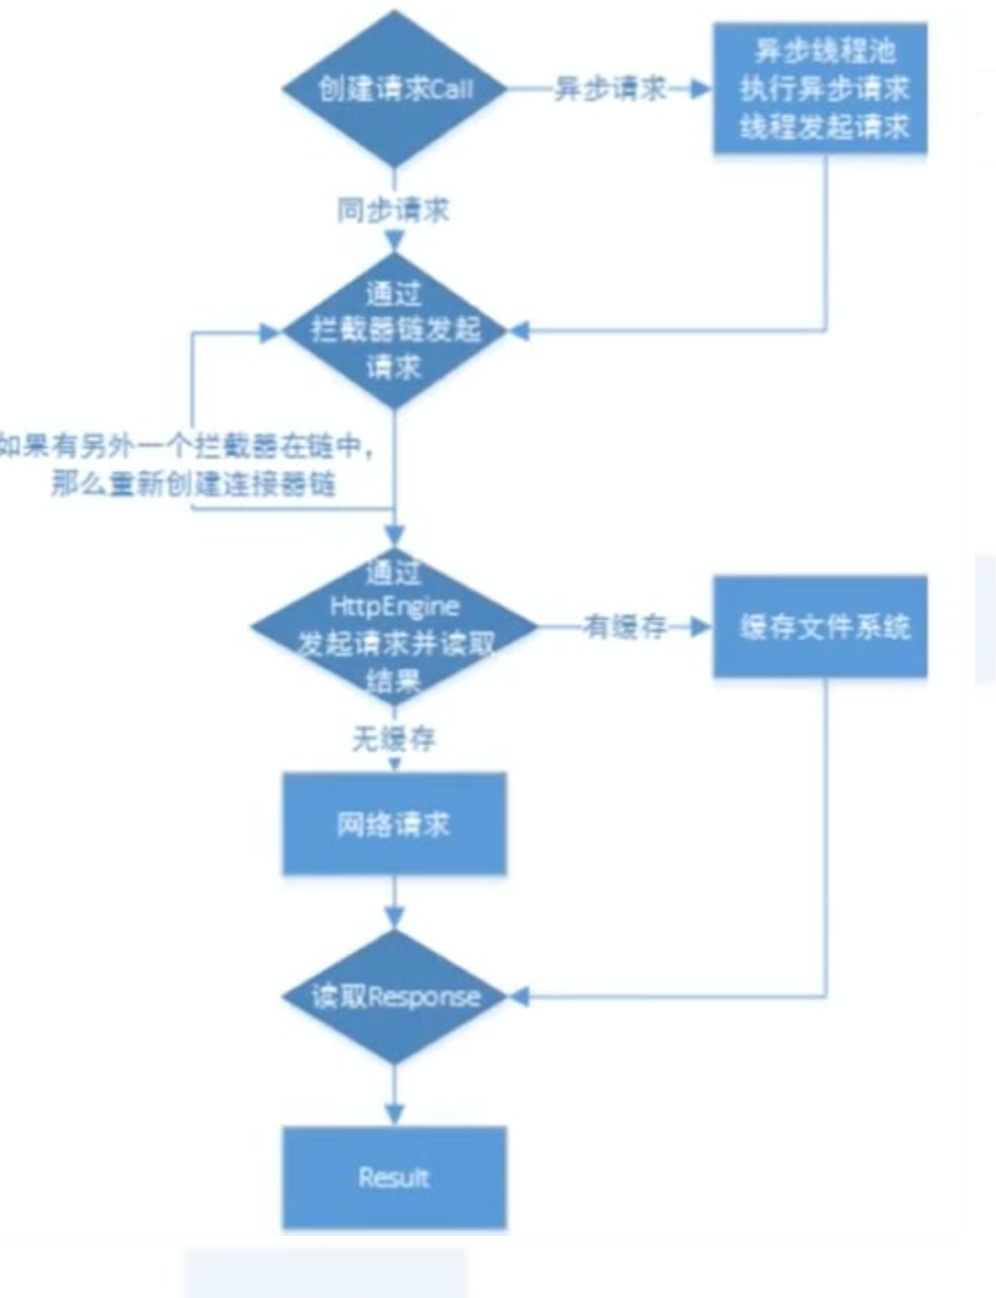 创建请求Call
异步请求
异步线程池
执行异步请求
线程发起请求
同步请求
通过
拦截器链发起
请求
如果有另外一个拦截器在链中，
那么重新创建连接器链
通过
HttpEngine
发起请求并读取
结果
有缓存
缓存文件系统
无缓存
网络请求
读取Response
Result